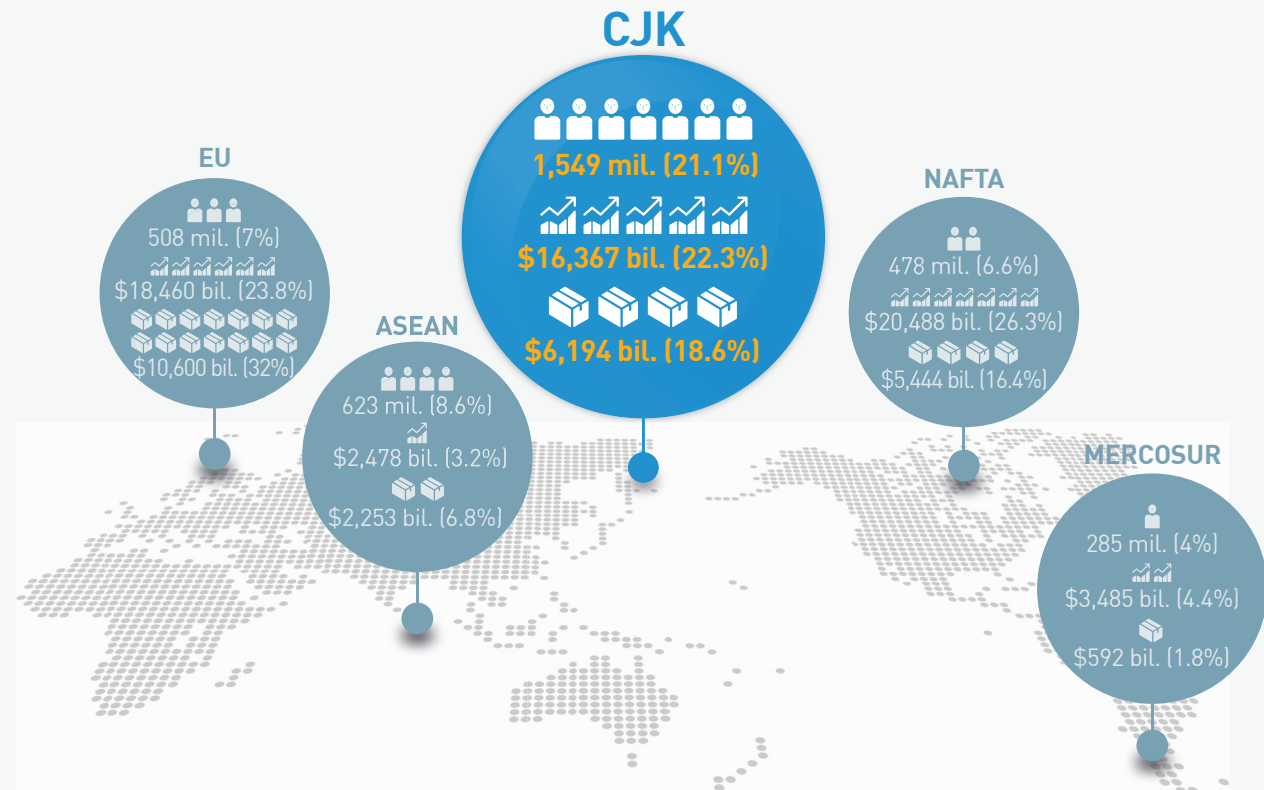 CJK
1,549 mil. (21.1%)
$16,367 bil. (22.3%)
$6,194 bil. (18.6%)
EU
508 mil. (7%)
$18,460 bil. (23.8%)
$10,600 bil. (32%)
ASEAN
623 mil. (8.6%)
$2,478 bil. (3.2%)
$2,253 bil. (6.8%)
NAFTA
478 mil. (6.6%)
$20,488 bil. (26.3%)
$5,444 bil. (16.4%)
MERCOSUR
285 mil. (4%)
$3,485 bil. (4.4%)
$592 bil. (1.8%)